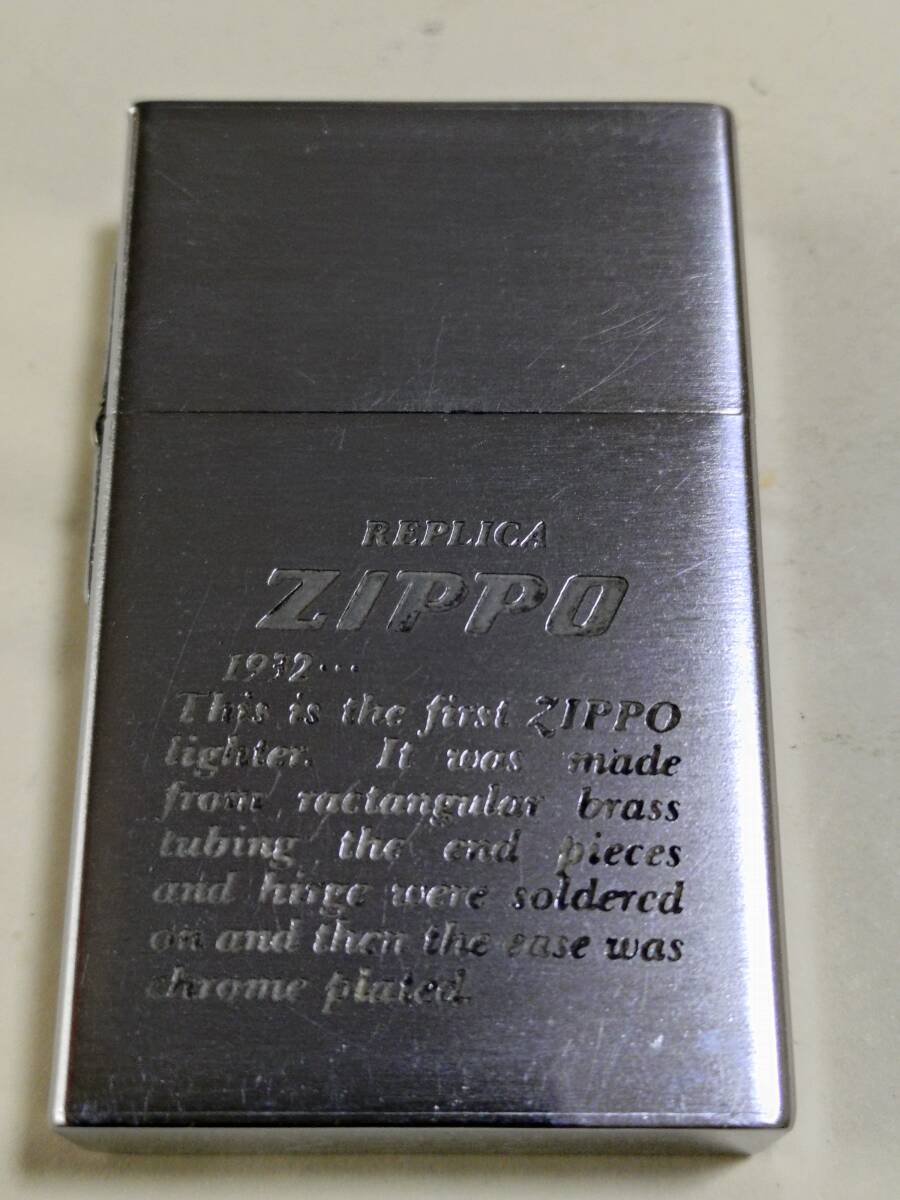 REPLICA
ZIPPO
1932...
This is the first ZIPPO
lighter. It was made
from ractangular brass
tubing the end pieces
and hinge were soldered
on and then the case was
chrome plated.